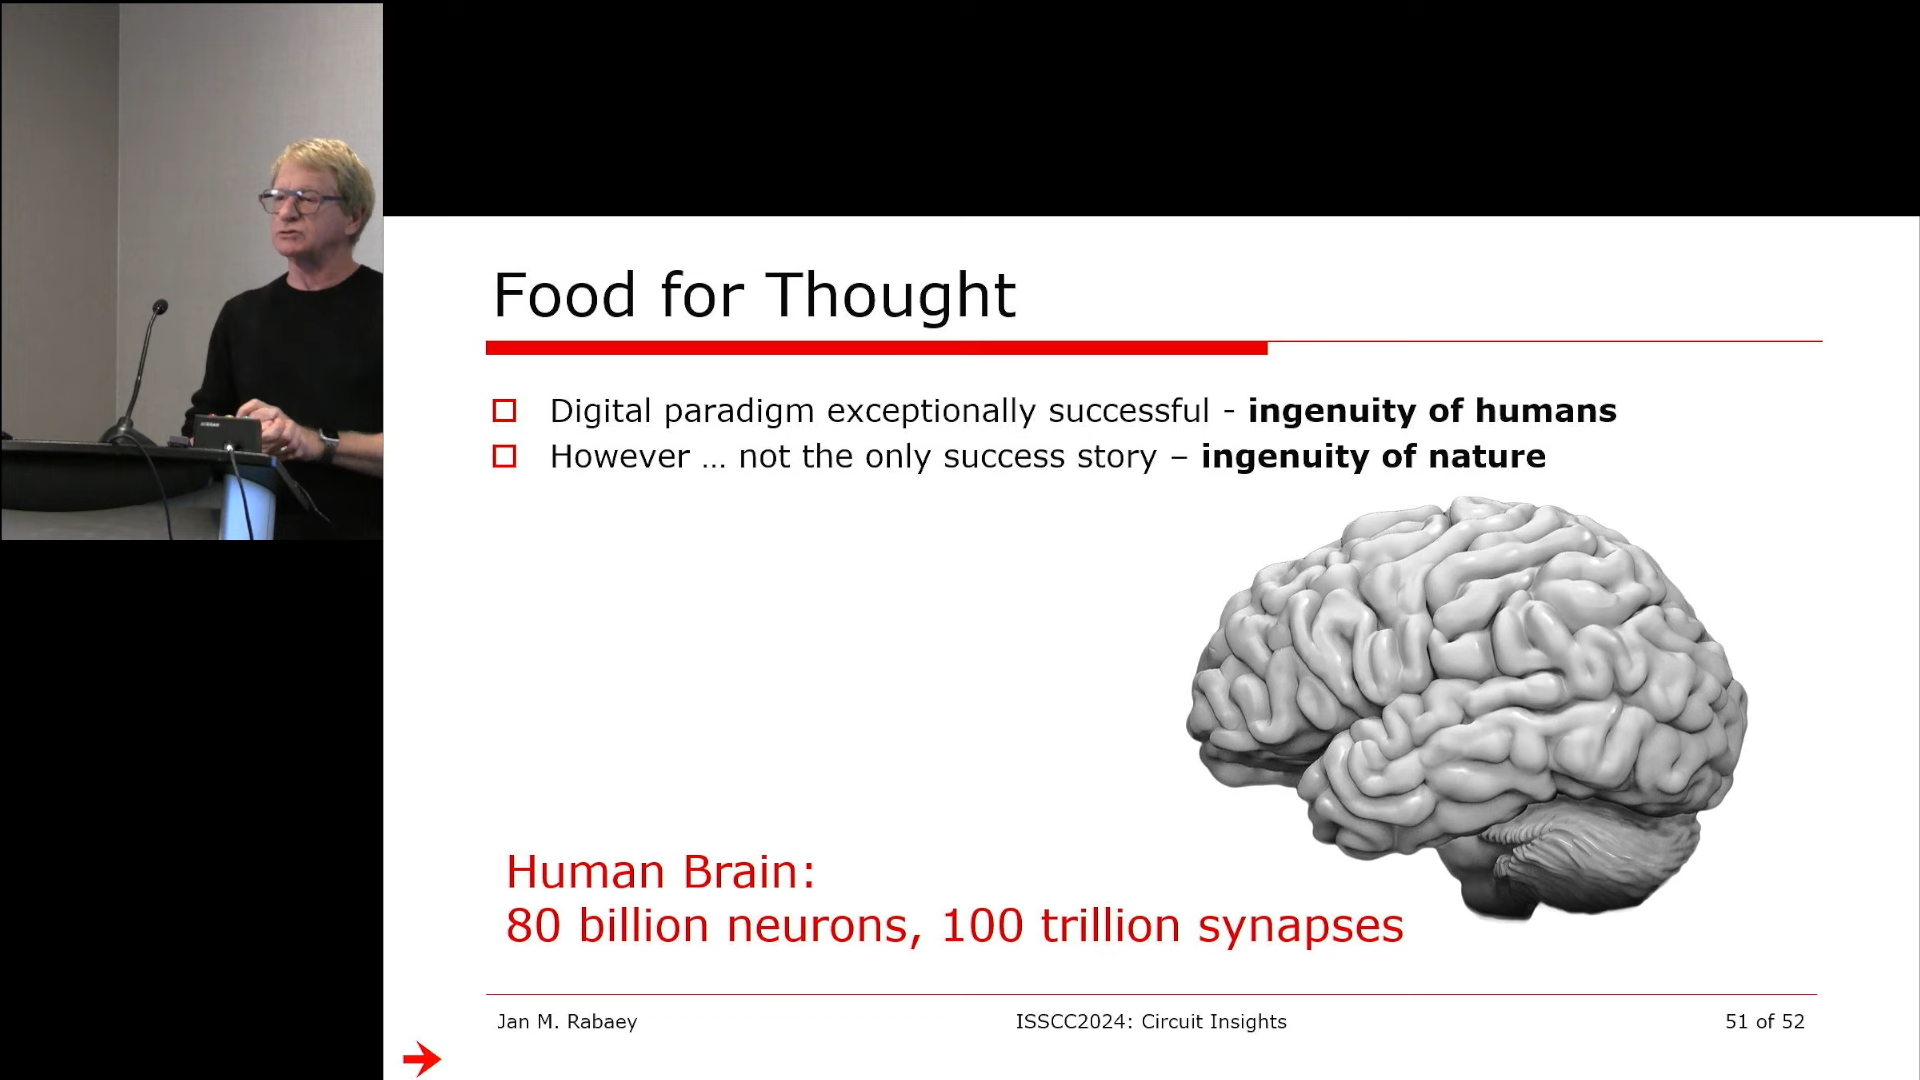 Food for Thought
Digital paradigm exceptionally successful - ingenuity of humans
However … not the only success story – ingenuity of nature
Human Brain:
80 billion neurons, 100 trillion synapses
Jan M. Rabaey
ISSCC2024: Circuit Insights
51 of 52